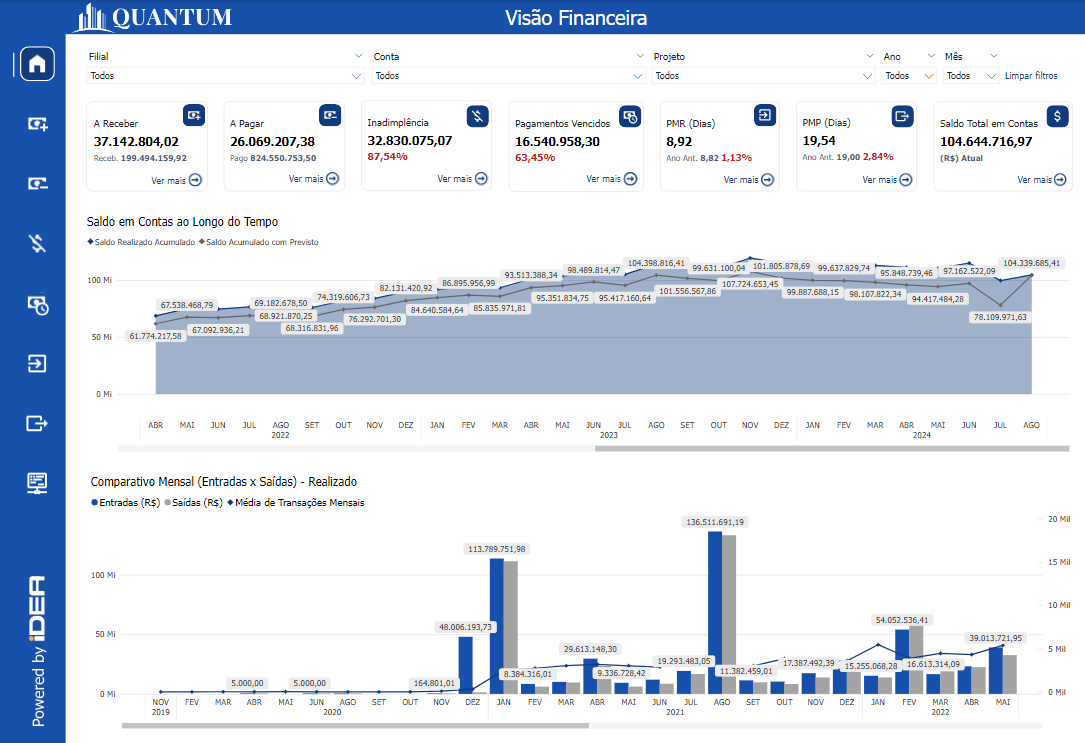 QUANTUM
Visão Financeira
Filial
Conta
Projeto
Ano
Mês
Todos
Todos
Todos
Todos
Todos
Limpar filtros
A Receber
37.142.804,02
Receb. 199.494.159,92
Ver mais
A Pagar
26.069.207,38
Pago 824.550.753,50
Ver mais
Inadimplência
32.830.075,07
87,54%
Ver mais
Pagamentos Vencidos
16.540.958,30
63,45%
Ver mais
PMR (Dias)
8,92
Ano Ant. 8,82 1,13%
Ver mais
PMP (Dias)
19,54
Ano Ant. 19,00 2,84%
Ver mais
Saldo Total em Contas
104.644.716,97
(R$) Atual
Ver mais
Saldo em Contas ao Longo do Tempo
Saldo Realizado Acumulado Saldo Acumulado com Previsto
100 Mi
50 Mi
0 Mi
61.774.217,58
67.538.468,79
67.092.936,21
69.182.678,50
68.921.870,25
68.316.831,96
74.319.606,73
76.292.701,30
82.131.420,92
84.640.584,64
86.895.956,99
85.835.971,81
93.513.388,34
95.351.834,75
98.489.814,47
95.417.160,64
104.398.816,41
101.556.567,86
99.631.100,04
107.724.653,45
101.805.878,69
99.887.688,15
99.637.829,74
98.107.822,34
95.848.739,46
94.417.484,28
97.162.522,09
78.109.971,63
104.339.685,41
ABR MAI JUN JUL AGO SET OUT NOV DEZ JAN FEV MAR ABR MAI JUN JUL AGO SET OUT NOV DEZ JAN FEV MAR ABR MAI JUN JUL AGO
2022 2023 2024
Comparativo Mensal (Entradas x Saídas) - Realizado
Entradas (R$) Saídas (R$) Média de Transações Mensais
100 Mi
50 Mi
0 Mi
20 Mil
15 Mil
10 Mil
5 Mil
0 Mil
5.000,00
5.000,00
164.801,01
48.006.193,73
113.789.751,98
8.384.316,01
29.613.148,30
9.336.728,42
19.293.483,05
136.511.691,19
11.382.459,01
17.387.492,39
15.255.068,28
54.052.536,41
16.613.314,09
39.013.721,95
NOV FEV MAR ABR MAI JUN AGO SET OUT NOV DEZ JAN FEV MAR ABR MAI JUN JUL AGO SET OUT NOV DEZ JAN FEV MAR ABR MAI
2019 2020 2021 2022
Powered by iDEA